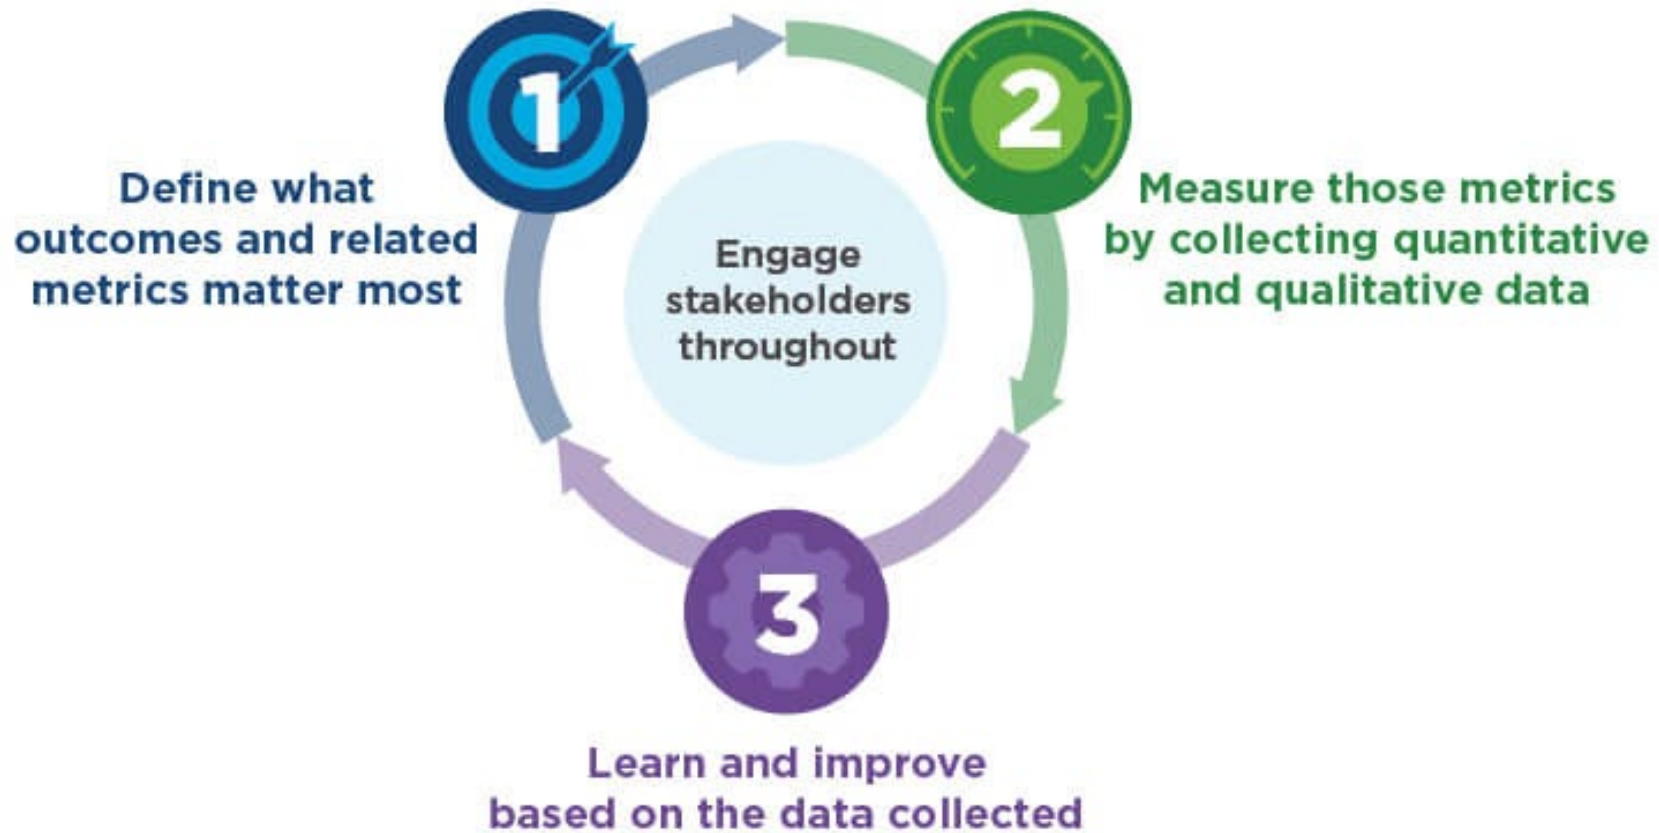 1
Define what
outcomes and related
metrics matter most
2
Measure those metrics
by collecting quantitative
and qualitative data
Engage
stakeholders
throughout
3
Learn and improve
based on the data collected